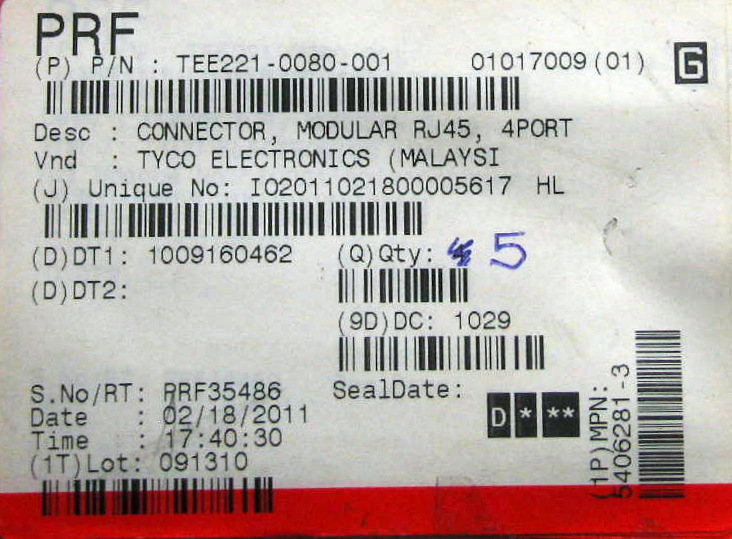 PRF
(P) P/N : TEE221-0080-001 01017009(01) G
Desc : CONNECTOR, MODULAR RJ45, 4PORT
Vnd : TYCO ELECTRONICS (MALAYSI
(J) Unique No: IO2011021800005617 HL
(D)DT1: 1009160462 (Q)Qty: 5
(D)DT2:
(9D)DC: 1029
S.No/RT: PRF35486 SealDate:
Date : 02/18/2011 D * **
Time : 17:40:30
(1T)Lot: 091310
(1P)MPN:
5406281-3